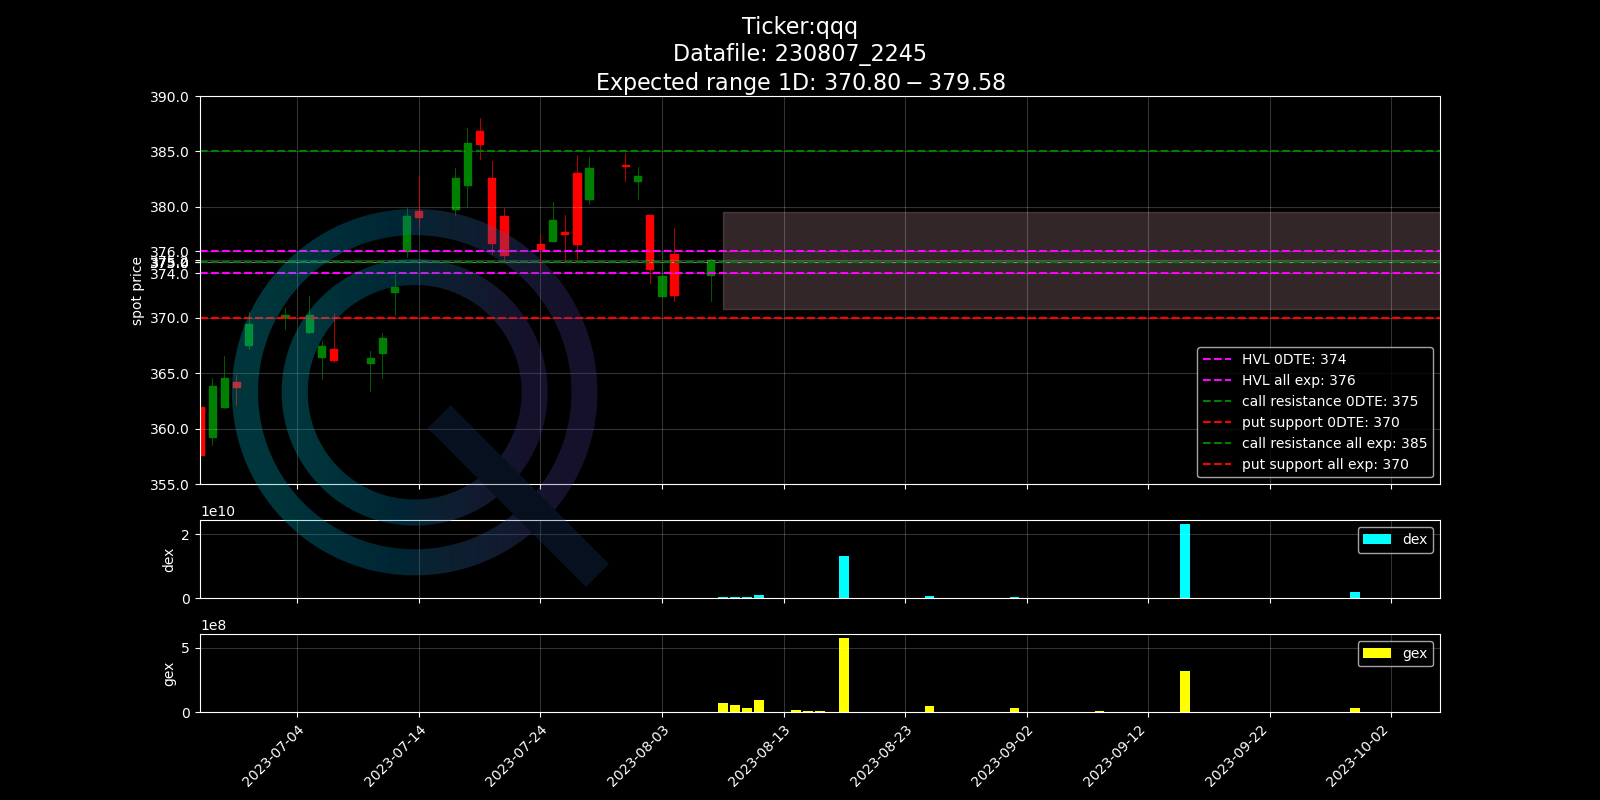 Ticker:qqq
Datafile: 230807_2245
Expected range 1D: 370.80 − 379.58
390.0
385.0
380.0
376.0
375.0
374.0
370.0
365.0
360.0
355.0
spot price
HVL 0DTE: 374
HVL all exp: 376
call resistance 0DTE: 375
put support 0DTE: 370
call resistance all exp: 385
put support all exp: 370
1e10
2
0
dex
dex
1e8
5
0
gex
gex
2023-07-04
2023-07-14
2023-07-24
2023-08-03
2023-08-13
2023-08-23
2023-09-02
2023-09-12
2023-09-22
2023-10-02